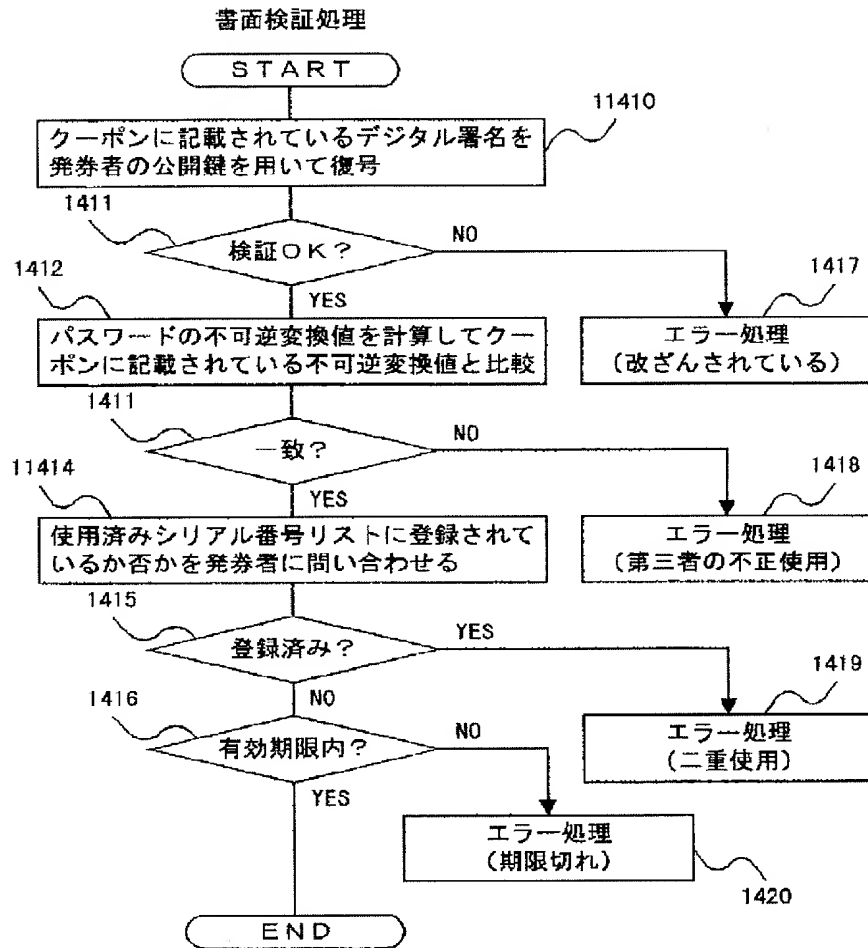 書面検証処理
START
11410
クーポンに記載されているデジタル署名を
発券者の公開鍵を用いて復号
1411
検証OK?
NO
YES
1412
1417
パスワードの不可逆変換値を計算してクー
ポンに記載されている不可逆変換値と比較
エラー処理
(改ざんされている)
1411
一致?
NO
YES
11414
1418
使用済みシリアル番号リストに登録されて
いるか否かを発券者に問い合わせる
エラー処理
(第三者の不正使用)
1415
登録済み?
YES
NO
1419
1416
有効期限内?
NO
YES
エラー処理
(二重使用)
エラー処理
(期限切れ)
1420
END